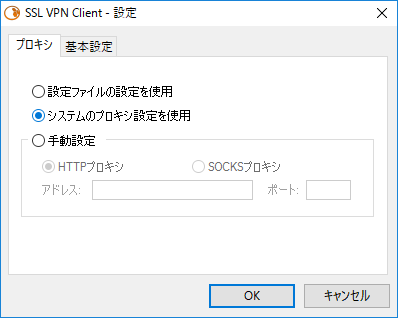 SSL VPN Client - 設定
プロキシ 基本設定
設定ファイルの設定を使用
システムのプロキシ設定を使用
手動設定
HTTPプロキシ SOCKSプロキシ
アドレス: ポート:
OK キャンセル